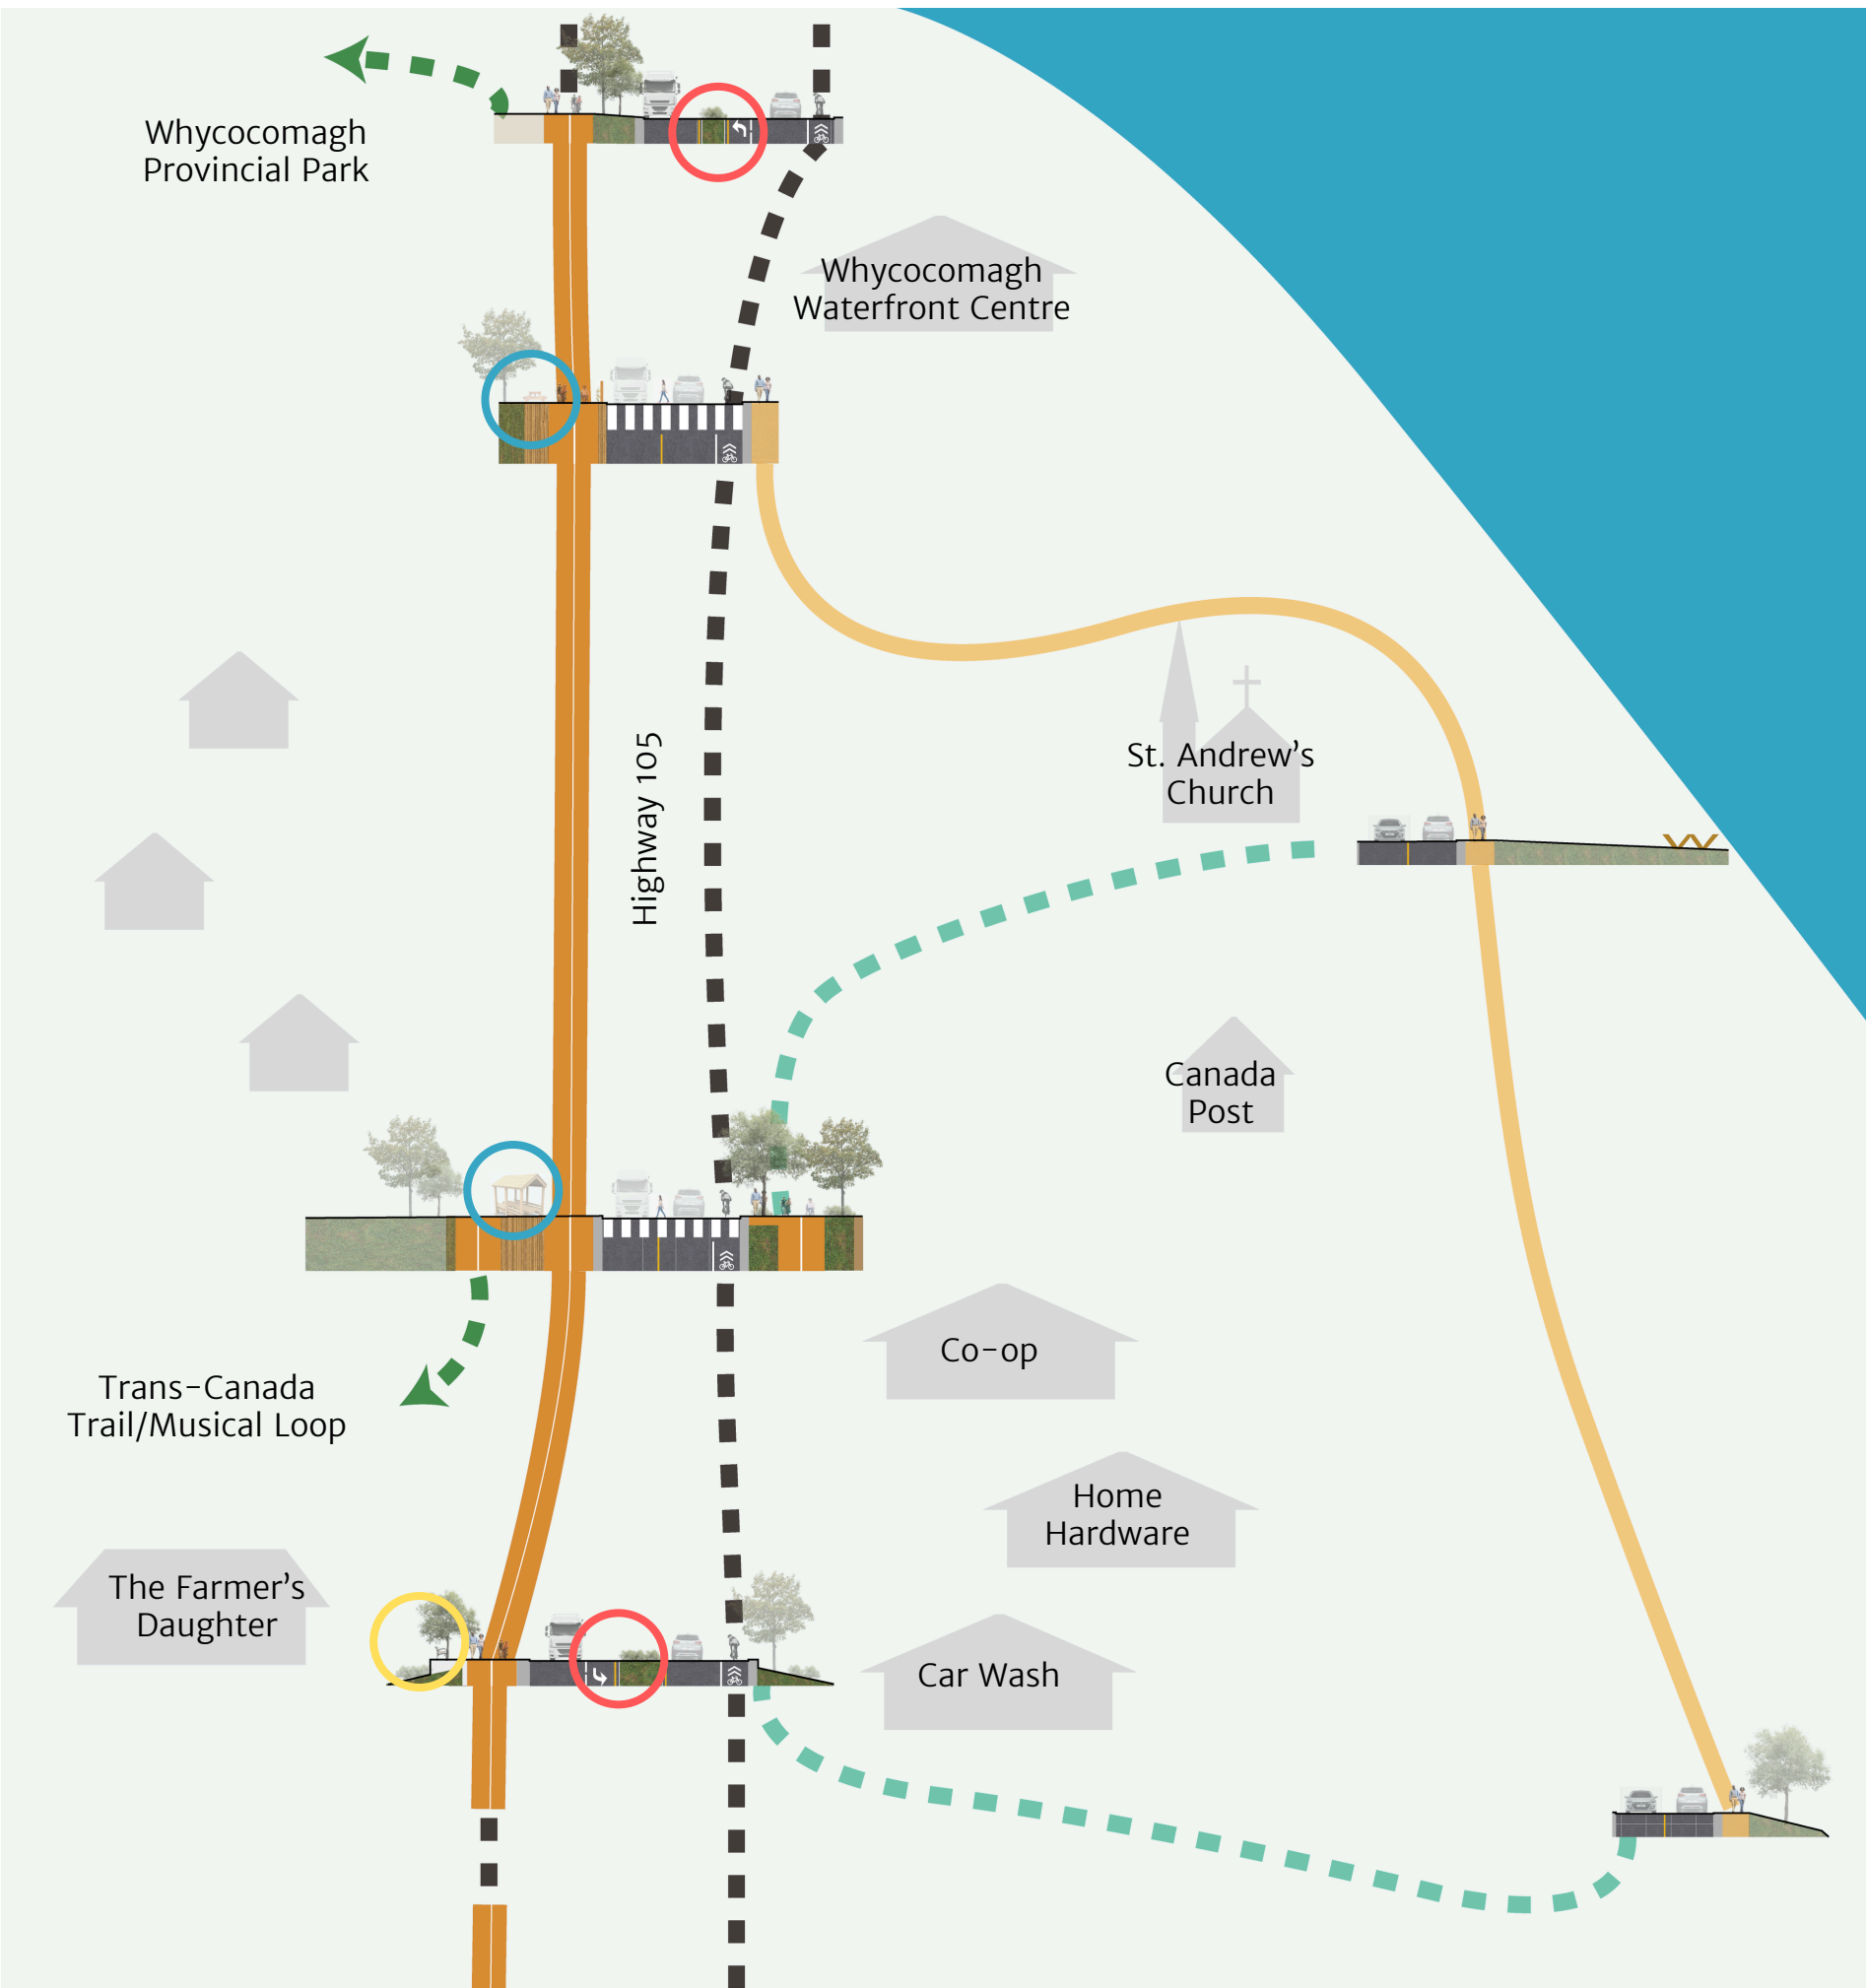 Whycocomagh
Provincial Park
Whycocomagh
Waterfront Centre
Highway 105
St. Andrew’s
Church
Canada
Post
Co-op
Trans-Canada
Trail/Musical Loop
Home
Hardware
The Farmer’s
Daughter
Car Wash